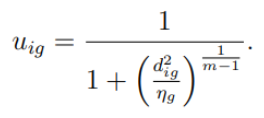 u_{ig} = \frac{1}{1 + \left( \frac{d_{ig}^2}{\eta_g} \right)^{\frac{1}{m-1}}}.